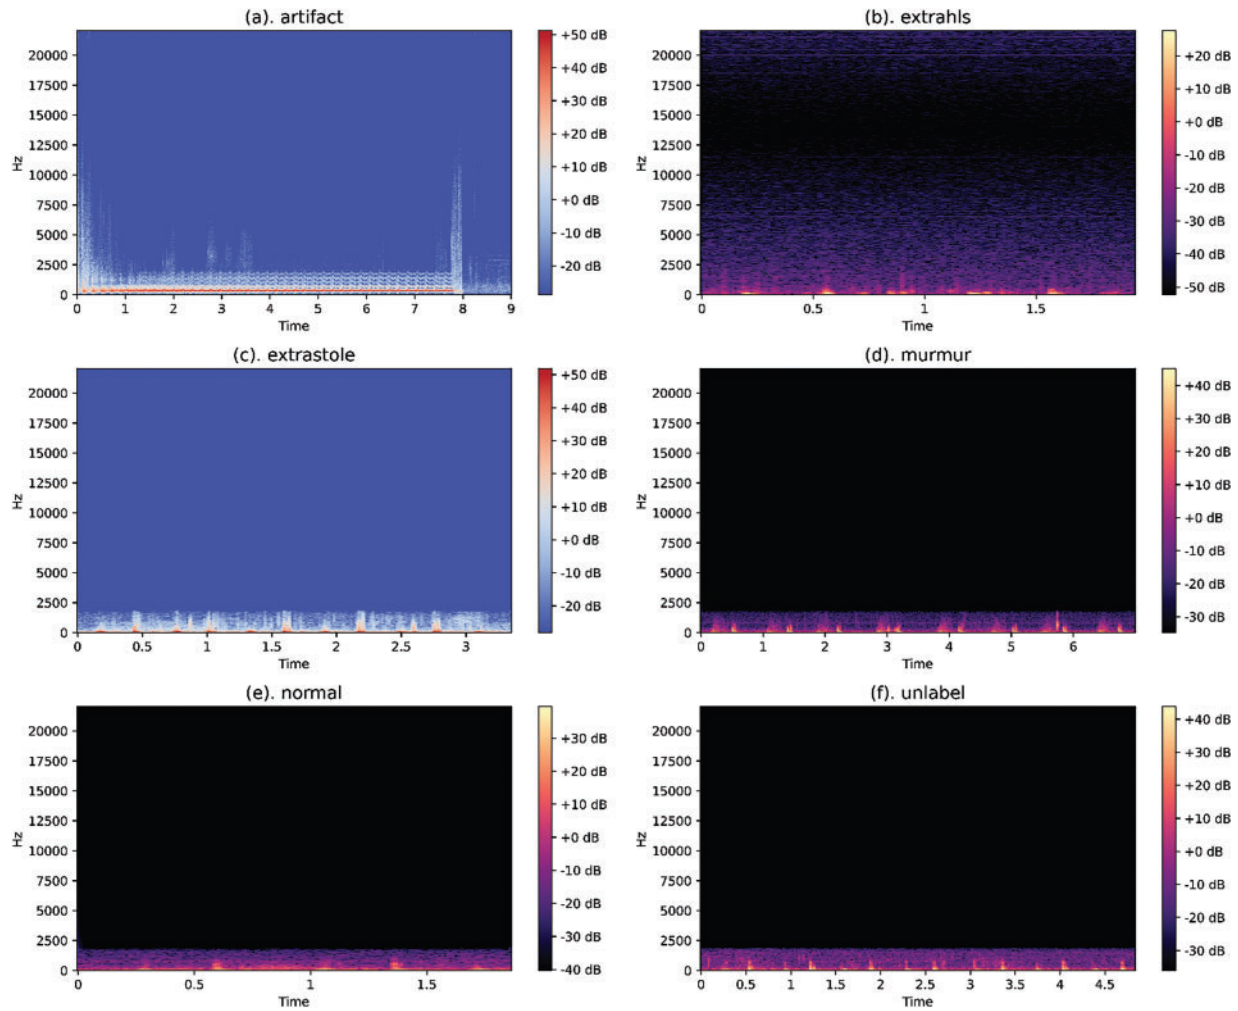 (a). artifact
(b). extrahls
Hz
20000
17500
15000
12500
10000
7500
5000
2500
0
0 1 2 3 4 5 6 7 8 9
Time
+50 dB
+40 dB
+30 dB
+20 dB
+10 dB
+0 dB
-10 dB
-20 dB
Hz
20000
17500
15000
12500
10000
7500
5000
2500
0
0 0.5 1 1.5
Time
+20 dB
+10 dB
+0 dB
-10 dB
-20 dB
-30 dB
-40 dB
-50 dB
(c). extrastole
(d). murmur
Hz
20000
17500
15000
12500
10000
7500
5000
2500
0
0 0.5 1 1.5 2 2.5 3
Time
+50 dB
+40 dB
+30 dB
+20 dB
+10 dB
+0 dB
-10 dB
-20 dB
Hz
20000
17500
15000
12500
10000
7500
5000
2500
0
0 1 2 3 4 5 6
Time
+40 dB
+30 dB
+20 dB
+10 dB
+0 dB
-10 dB
-20 dB
-30 dB
(e). normal
(f). unlabel
Hz
20000
17500
15000
12500
10000
7500
5000
2500
0
0 0.5 1 1.5
Time
+30 dB
+20 dB
+10 dB
+0 dB
-10 dB
-20 dB
-30 dB
-40 dB
Hz
20000
17500
15000
12500
10000
7500
5000
2500
0
0 0.5 1 1.5 2 2.5 3 3.5 4 4.5
Time
+40 dB
+30 dB
+20 dB
+10 dB
+0 dB
-10 dB
-20 dB
-30 dB